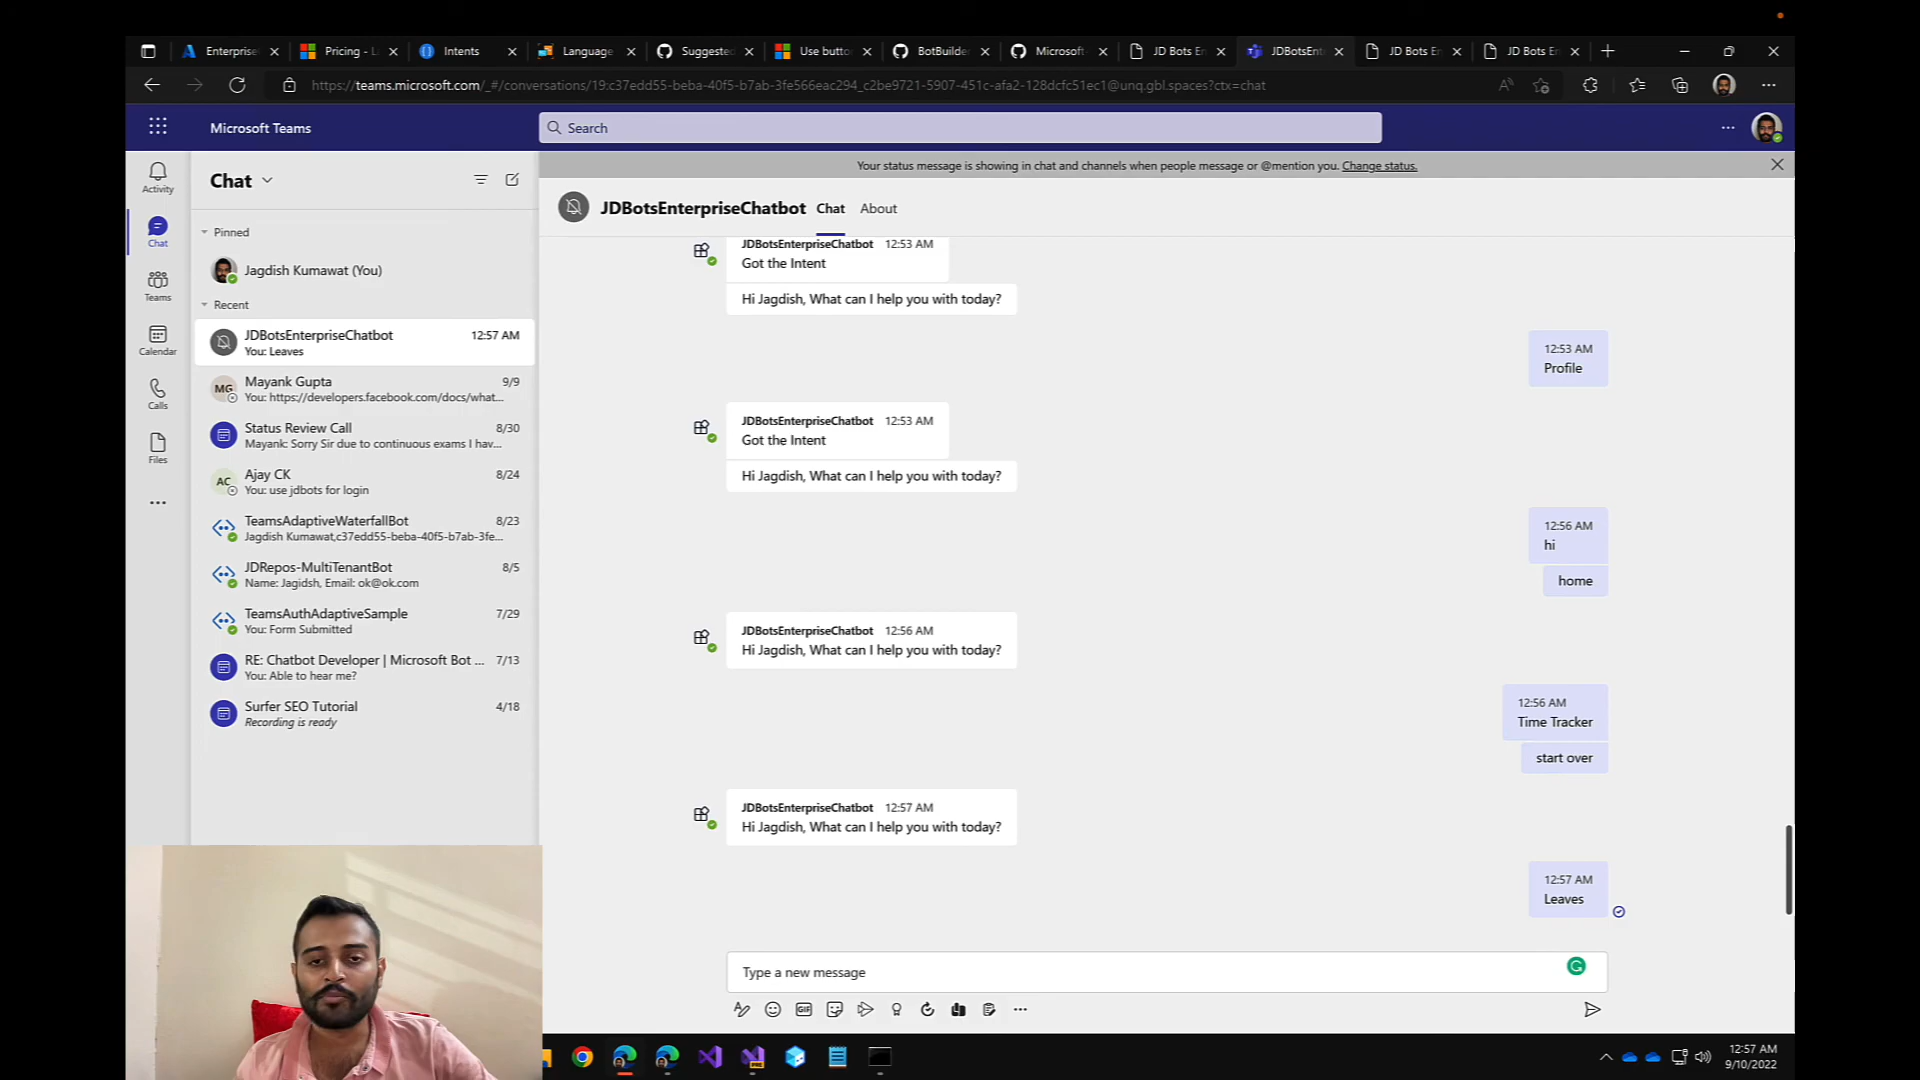 Enterprise
Pricing - L
Intents
Language
Suggeste
Use butto
BotBuilde
Microsoft
JD Bots En
JDBotsEnt
JD Bots En
JD Bots En
https://teams.microsoft.com/_#/conversations/19:c37edd55-beba-40f5-b7ab-3fe566eac294_c2be9721-5907-451c-afa2-128dcfc51ec1@unq.gbl.spaces?ctx=chat
Microsoft Teams
Search
Your status message is showing in chat and channels when people message or @mention you. Change status.
Activity
Chat
Teams
Calendar
Calls
Files
Chat
Pinned
Jagdish Kumawat (You)
Recent
JDBotsEnterpriseChatbot 12:57 AM
You: Leaves
MG
Mayank Gupta 9/9
You: https://developers.facebook.com/docs/what...
Status Review Call 8/30
Mayank: Sorry Sir due to continuous exams I hav...
AC
Ajay CK 8/24
You: use jdbots for login
TeamsAdaptiveWaterfallBot 8/23
Jagdish Kumawat,c37edd55-beba-40f5-b7ab-3fe...
JDRepos-MultiTenantBot 8/5
Name: Jagidsh, Email: ok@ok.com
TeamsAuthAdaptiveSample 7/29
You: Form Submitted
RE: Chatbot Developer | Microsoft Bot ... 7/13
You: Able to hear me?
Surfer SEO Tutorial 4/18
Recording is ready
JDBotsEnterpriseChatbot Chat About
JDBotsEnterpriseChatbot 12:53 AM
Got the Intent
Hi Jagdish, What can I help you with today?
12:53 AM
Profile
JDBotsEnterpriseChatbot 12:53 AM
Got the Intent
Hi Jagdish, What can I help you with today?
12:56 AM
hi
home
JDBotsEnterpriseChatbot 12:56 AM
Hi Jagdish, What can I help you with today?
12:56 AM
Time Tracker
start over
JDBotsEnterpriseChatbot 12:57 AM
Hi Jagdish, What can I help you with today?
12:57 AM
Leaves
Type a new message
GIF
12:57 AM
9/10/2022